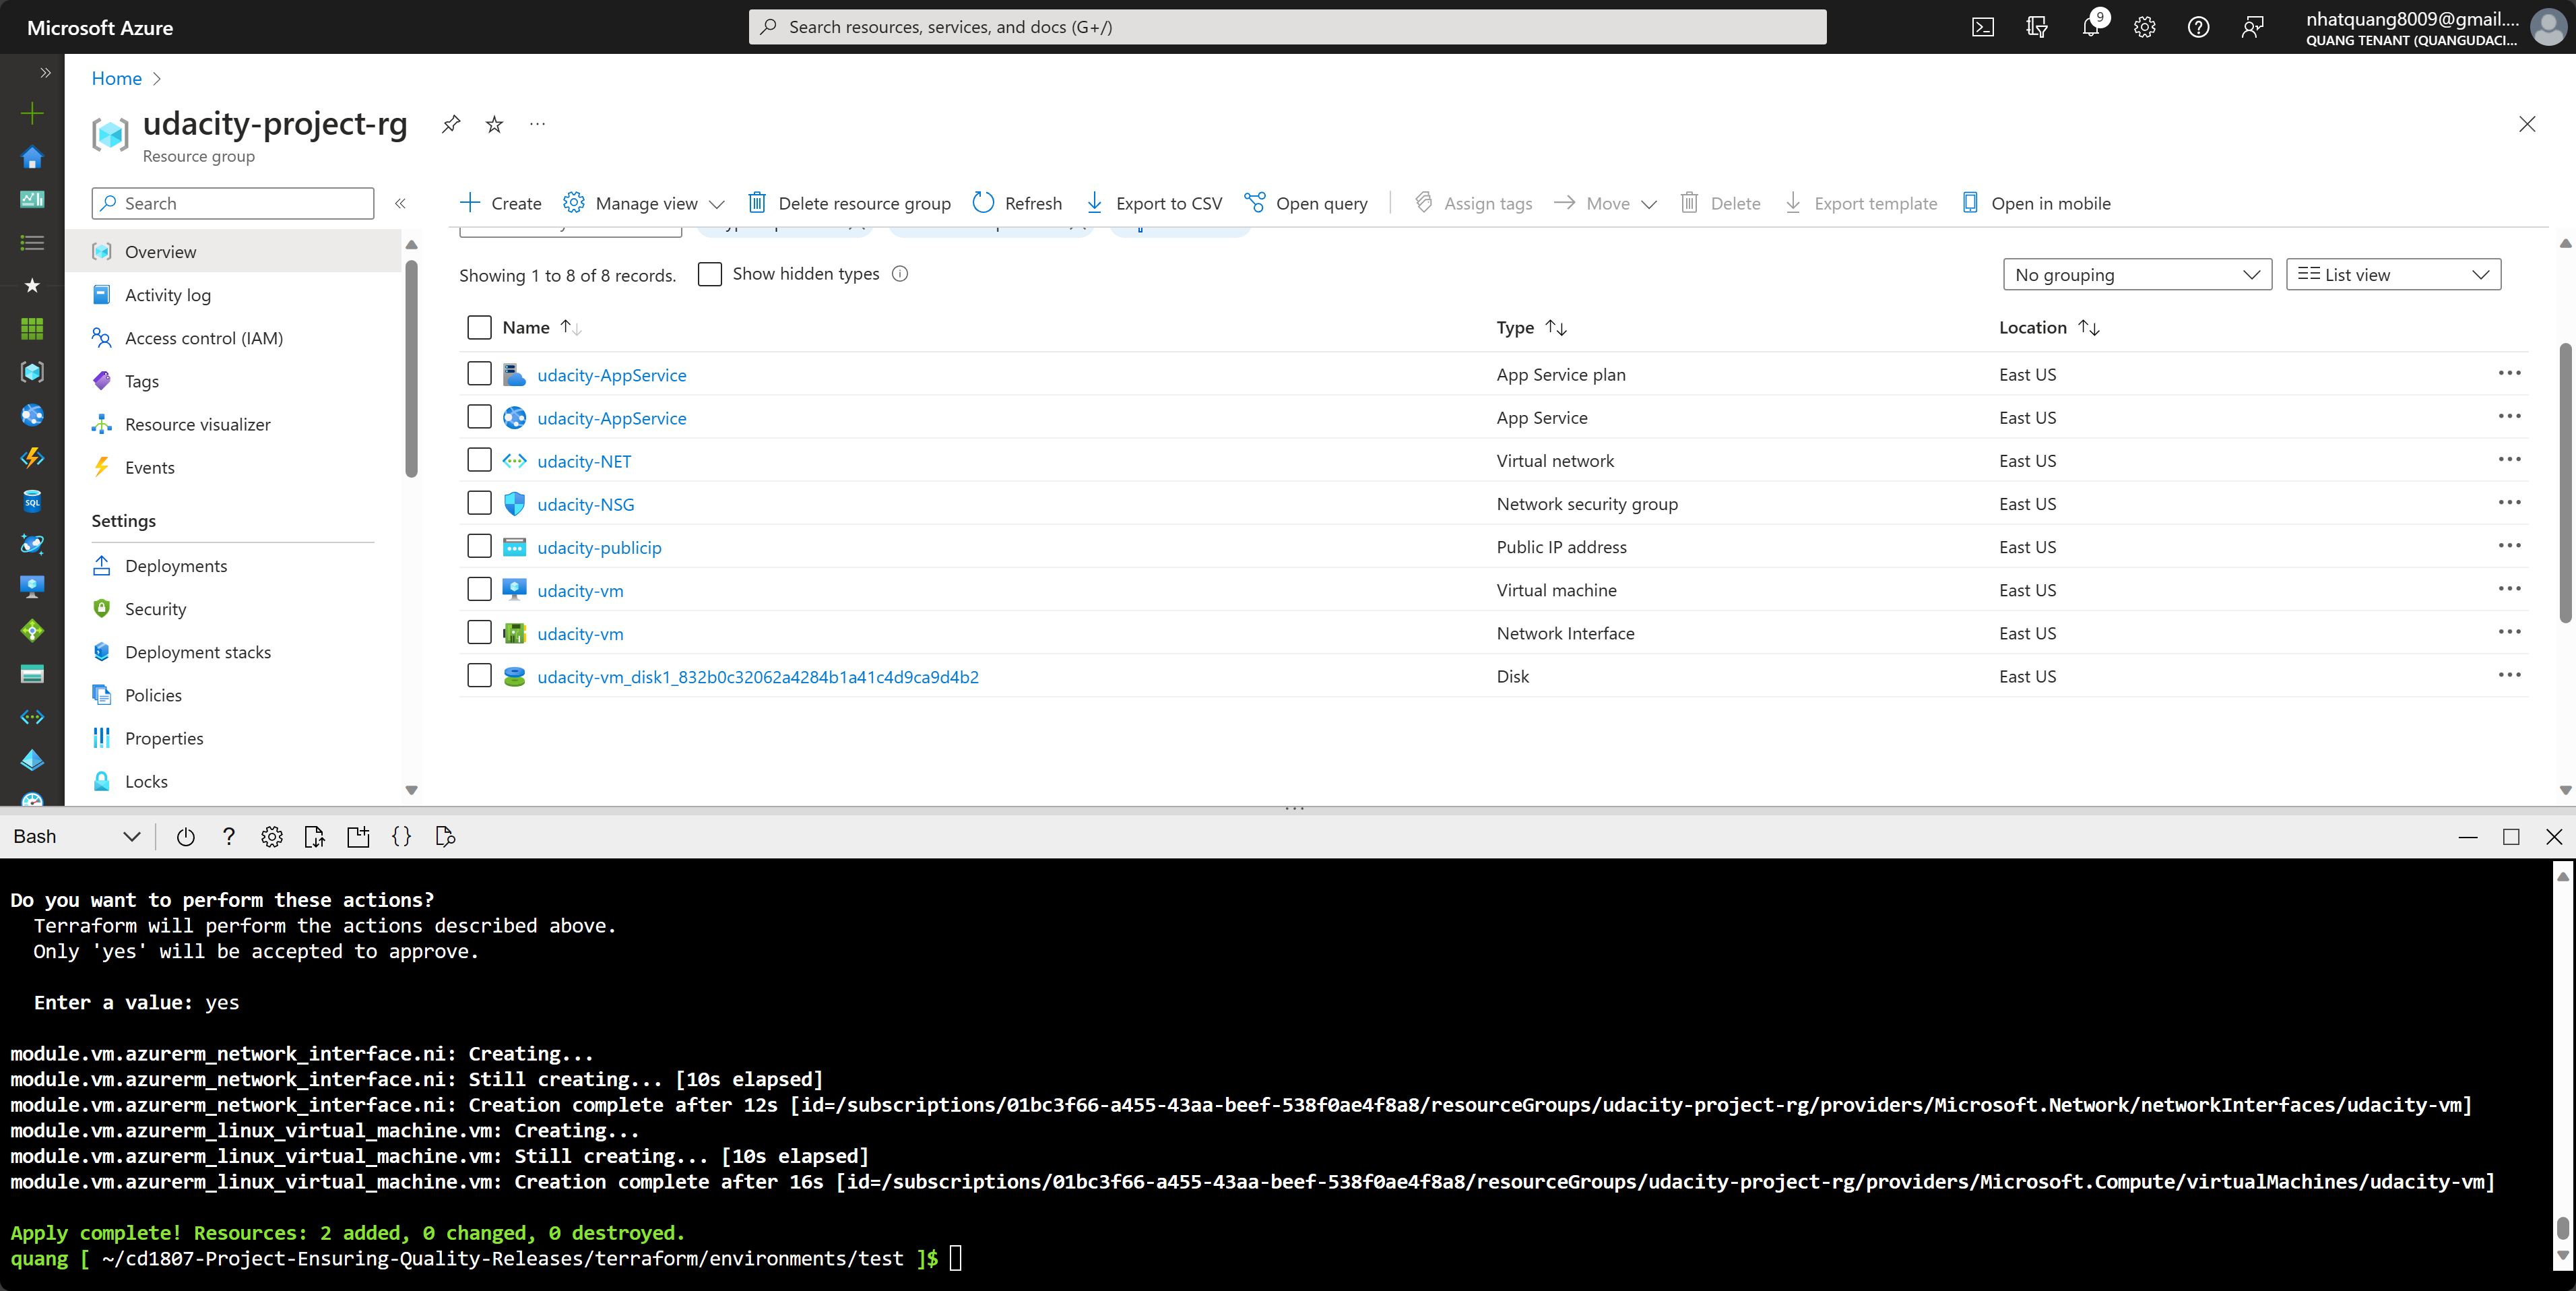 Microsoft Azure
Search resources, services, and docs (G+/)
9
nhatquang8009@gmail....
QUANG TENANT (QUANGUDACI...
Home
udacity-project-rg
Resource group
Search
Create
Manage view
Delete resource group
Refresh
Export to CSV
Open query
Assign tags
Move
Delete
Export template
Open in mobile
Overview
Activity log
Access control (IAM)
Tags
Resource visualizer
Events
Settings
Deployments
Security
Deployment stacks
Policies
Properties
Locks
Showing 1 to 8 of 8 records.
Show hidden types
No grouping
List view
Name Type Location
udacity-AppService App Service plan East US
udacity-AppService App Service East US
udacity-NET Virtual network East US
udacity-NSG Network security group East US
udacity-publicip Public IP address East US
udacity-vm Virtual machine East US
udacity-vm Network Interface East US
udacity-vm_disk1_832b0c32062a4284b1a41c4d9ca9d4b2 Disk East US
Bash
Do you want to perform these actions?
Terraform will perform the actions described above.
Only 'yes' will be accepted to approve.
Enter a value: yes
module.vm.azurerm_network_interface.ni: Creating...
module.vm.azurerm_network_interface.ni: Still creating... [10s elapsed]
module.vm.azurerm_network_interface.ni: Creation complete after 12s [id=/subscriptions/01bc3f66-a455-43aa-beef-538f0ae4f8a8/resourceGroups/udacity-project-rg/providers/Microsoft.Network/networkInterfaces/udacity-vm]
module.vm.azurerm_linux_virtual_machine.vm: Creating...
module.vm.azurerm_linux_virtual_machine.vm: Still creating... [10s elapsed]
module.vm.azurerm_linux_virtual_machine.vm: Creation complete after 16s [id=/subscriptions/01bc3f66-a455-43aa-beef-538f0ae4f8a8/resourceGroups/udacity-project-rg/providers/Microsoft.Compute/virtualMachines/udacity-vm]
Apply complete! Resources: 2 added, 0 changed, 0 destroyed.
quang [ ~/cd1807-Project-Ensuring-Quality-Releases/terraform/environments/test ]$